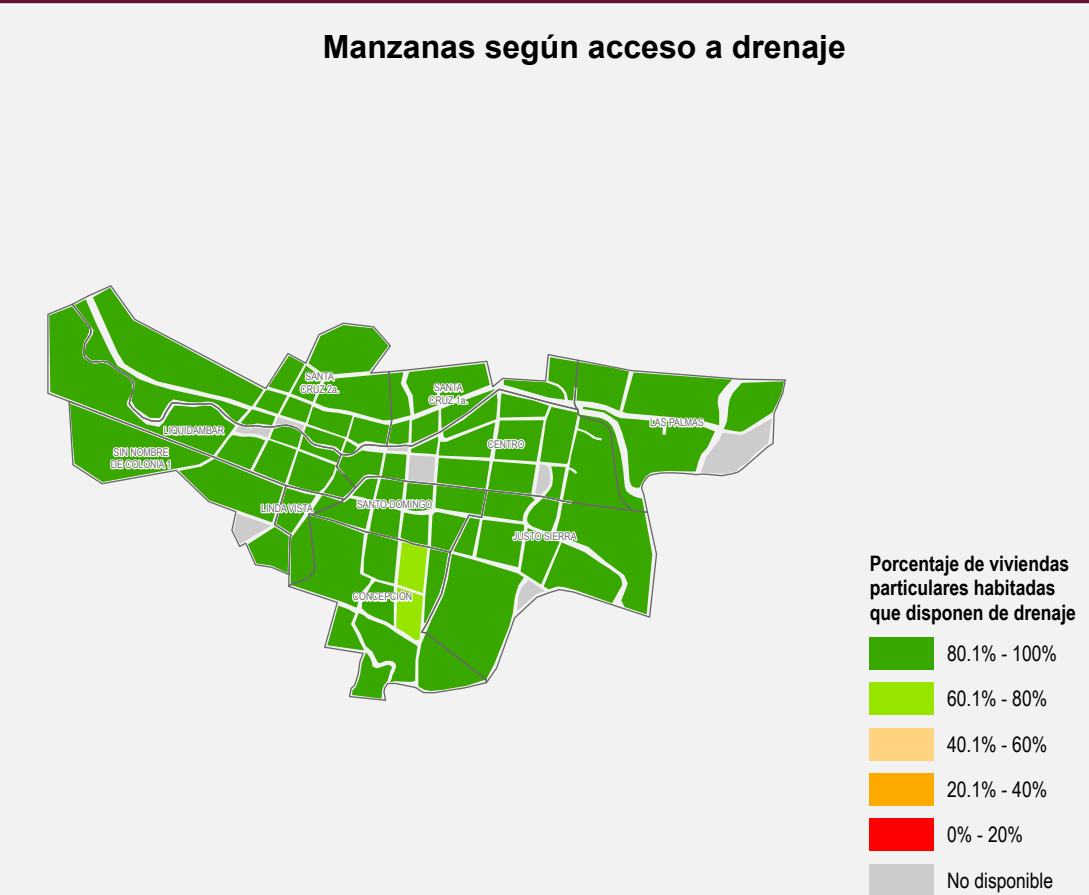 Manzanas según acceso a drenaje
SANTA
CRUZ 2a.
SANTA
CRUZ 1a.
LAS PALMAS
LIQUIDAMBAR
CENTRO
SIN NOMBRE
DE COLONIA 1
LINDA VISTA
SANTO DOMINGO
JUSTO SIERRA
CONCEPCIÓN
Porcentaje de viviendas
particulares habitadas
que disponen de drenaje
80.1% - 100%
60.1% - 80%
40.1% - 60%
20.1% - 40%
0% - 20%
No disponible